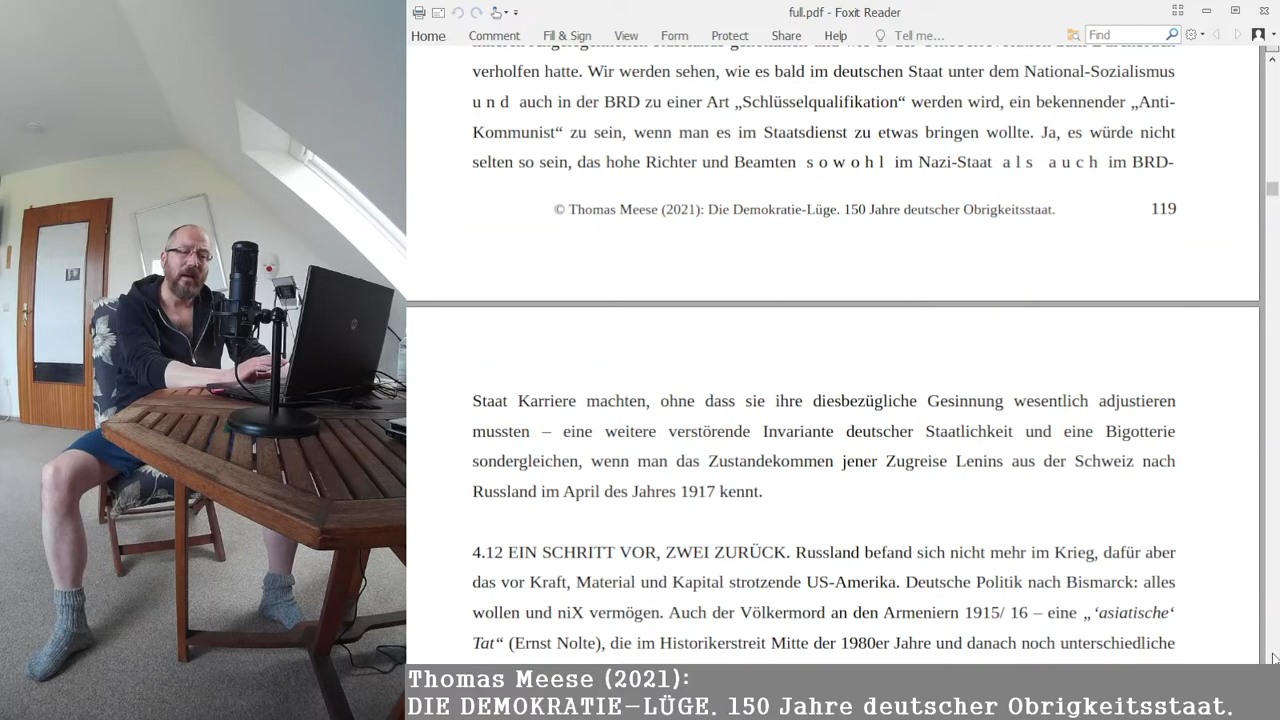 full.pdf - Foxit Reader
Home Comment Fill & Sign View Form Protect Share Help Tell me... Find
verholfen hatte. Wir werden sehen, wie es bald im deutschen Staat unter dem National-Sozialismus
u n d auch in der BRD zu einer Art „Schlüsselqualifikation“ werden wird, ein bekennender „Anti-
Kommunist“ zu sein, wenn man es im Staatsdienst zu etwas bringen wollte. Ja, es würde nicht
selten so sein, das hohe Richter und Beamten s o w o h l im Nazi-Staat a l s a u c h im BRD-
© Thomas Meese (2021): Die Demokratie-Lüge. 150 Jahre deutscher Obrigkeitsstaat. 119
Staat Karriere machten, ohne dass sie ihre diesbezügliche Gesinnung wesentlich adjustieren
mussten – eine weitere verstörende Invariante deutscher Staatlichkeit und eine Bigotterie
sondergleichen, wenn man das Zustandekommen jener Zugreise Lenins aus der Schweiz nach
Russland im April des Jahres 1917 kennt.
4.12 EIN SCHRITT VOR, ZWEI ZURÜCK. Russland befand sich nicht mehr im Krieg, dafür aber
das vor Kraft, Material und Kapital strotzende US-Amerika. Deutsche Politik nach Bismarck: alles
wollen und niX vermögen. Auch der Völkermord an den Armeniern 1915/ 16 – eine „‘asiatische‘
Tat“ (Ernst Nolte), die im Historikerstreit Mitte der 1980er Jahre und danach noch unterschiedliche
Thomas Meese (2021):
DIE DEMOKRATIE-LÜGE. 150 Jahre deutscher Obrigkeitsstaat.